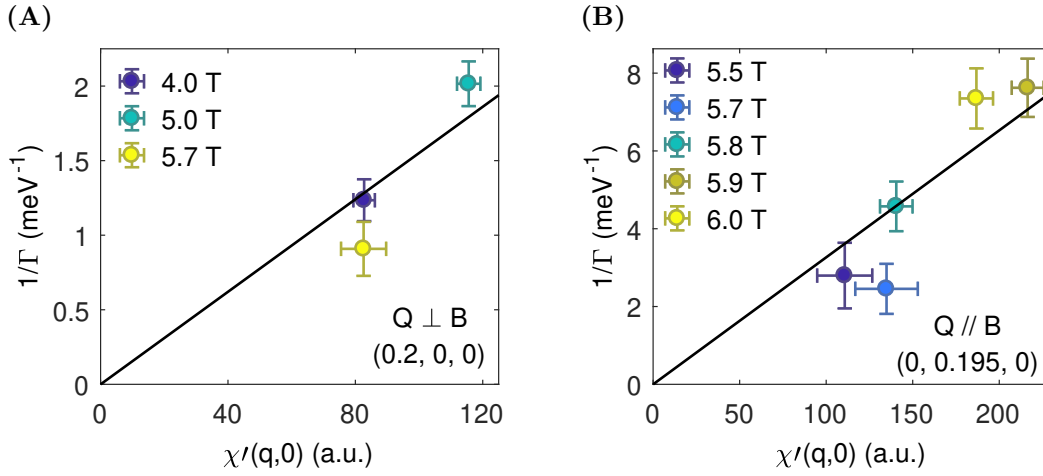 (A)
2
1.5
1
0.5
0
0
40
80
120
1/Γ (meV⁻¹)
χ′(q,0) (a.u.)
4.0 T
5.0 T
5.7 T
Q ⊥ B
(0.2, 0, 0)
(B)
8
6
4
2
0
0
50
100
150
200
1/Γ (meV⁻¹)
χ′(q,0) (a.u.)
5.5 T
5.7 T
5.8 T
5.9 T
6.0 T
Q // B
(0, 0.195, 0)